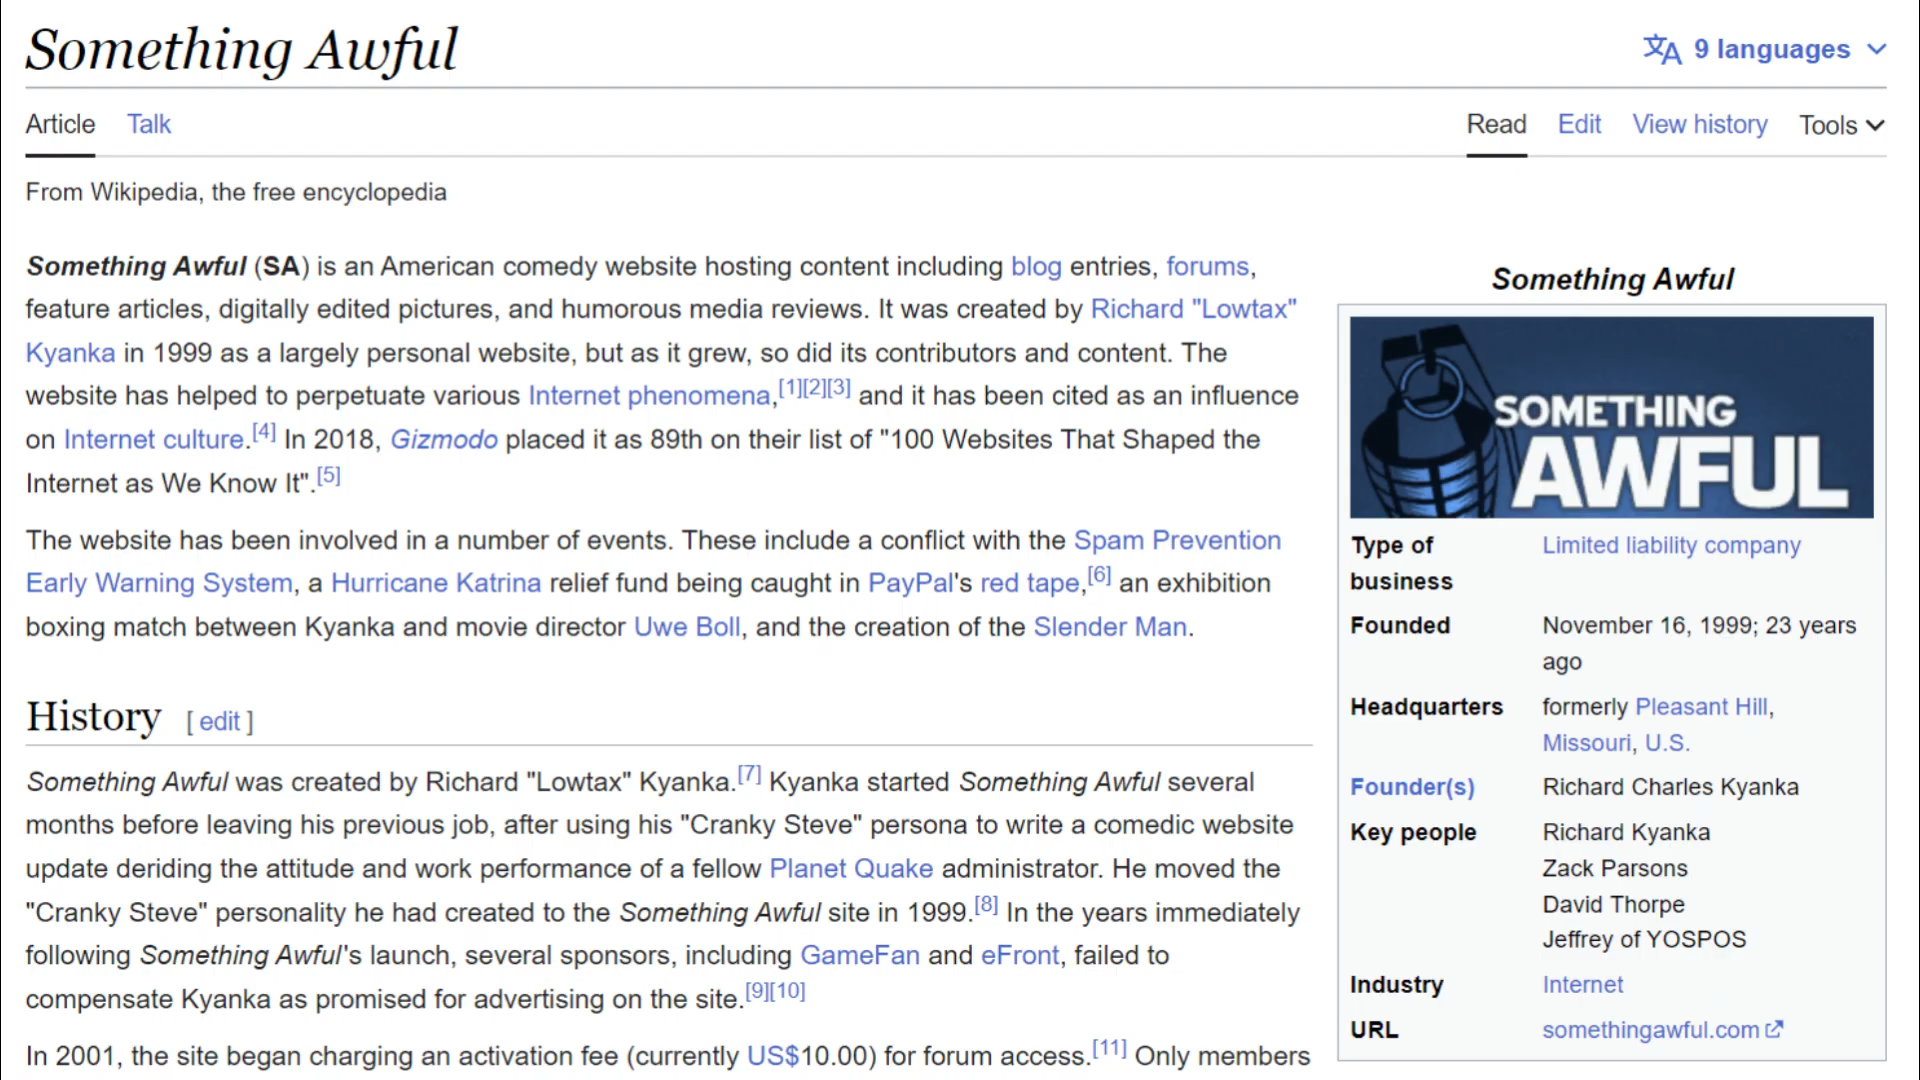 Something Awful
9 languages
Article Talk
Read Edit View history Tools
From Wikipedia, the free encyclopedia
Something Awful (SA) is an American comedy website hosting content including blog entries, forums,
feature articles, digitally edited pictures, and humorous media reviews. It was created by Richard "Lowtax"
Kyanka in 1999 as a largely personal website, but as it grew, so did its contributors and content. The
website has helped to perpetuate various Internet phenomena,[1][2][3] and it has been cited as an influence
on Internet culture.[4] In 2018, Gizmodo placed it as 89th on their list of "100 Websites That Shaped the
Internet as We Know It".[5]
The website has been involved in a number of events. These include a conflict with the Spam Prevention
Early Warning System, a Hurricane Katrina relief fund being caught in PayPal's red tape,[6] an exhibition
boxing match between Kyanka and movie director Uwe Boll, and the creation of the Slender Man.
History [ edit ]
Something Awful was created by Richard "Lowtax" Kyanka.[7] Kyanka started Something Awful several
months before leaving his previous job, after using his "Cranky Steve" persona to write a comedic website
update deriding the attitude and work performance of a fellow Planet Quake administrator. He moved the
"Cranky Steve" personality he had created to the Something Awful site in 1999.[8] In the years immediately
following Something Awful's launch, several sponsors, including GameFan and eFront, failed to
compensate Kyanka as promised for advertising on the site.[9][10]
In 2001, the site began charging an activation fee (currently US$10.00) for forum access.[11] Only members
Something Awful
SOMETHING
AWFUL
Type of Limited liability company
business
Founded November 16, 1999; 23 years
ago
Headquarters formerly Pleasant Hill,
Missouri, U.S.
Founder(s) Richard Charles Kyanka
Key people Richard Kyanka
Zack Parsons
David Thorpe
Jeffrey of YOSPOS
Industry Internet
URL somethingawful.com